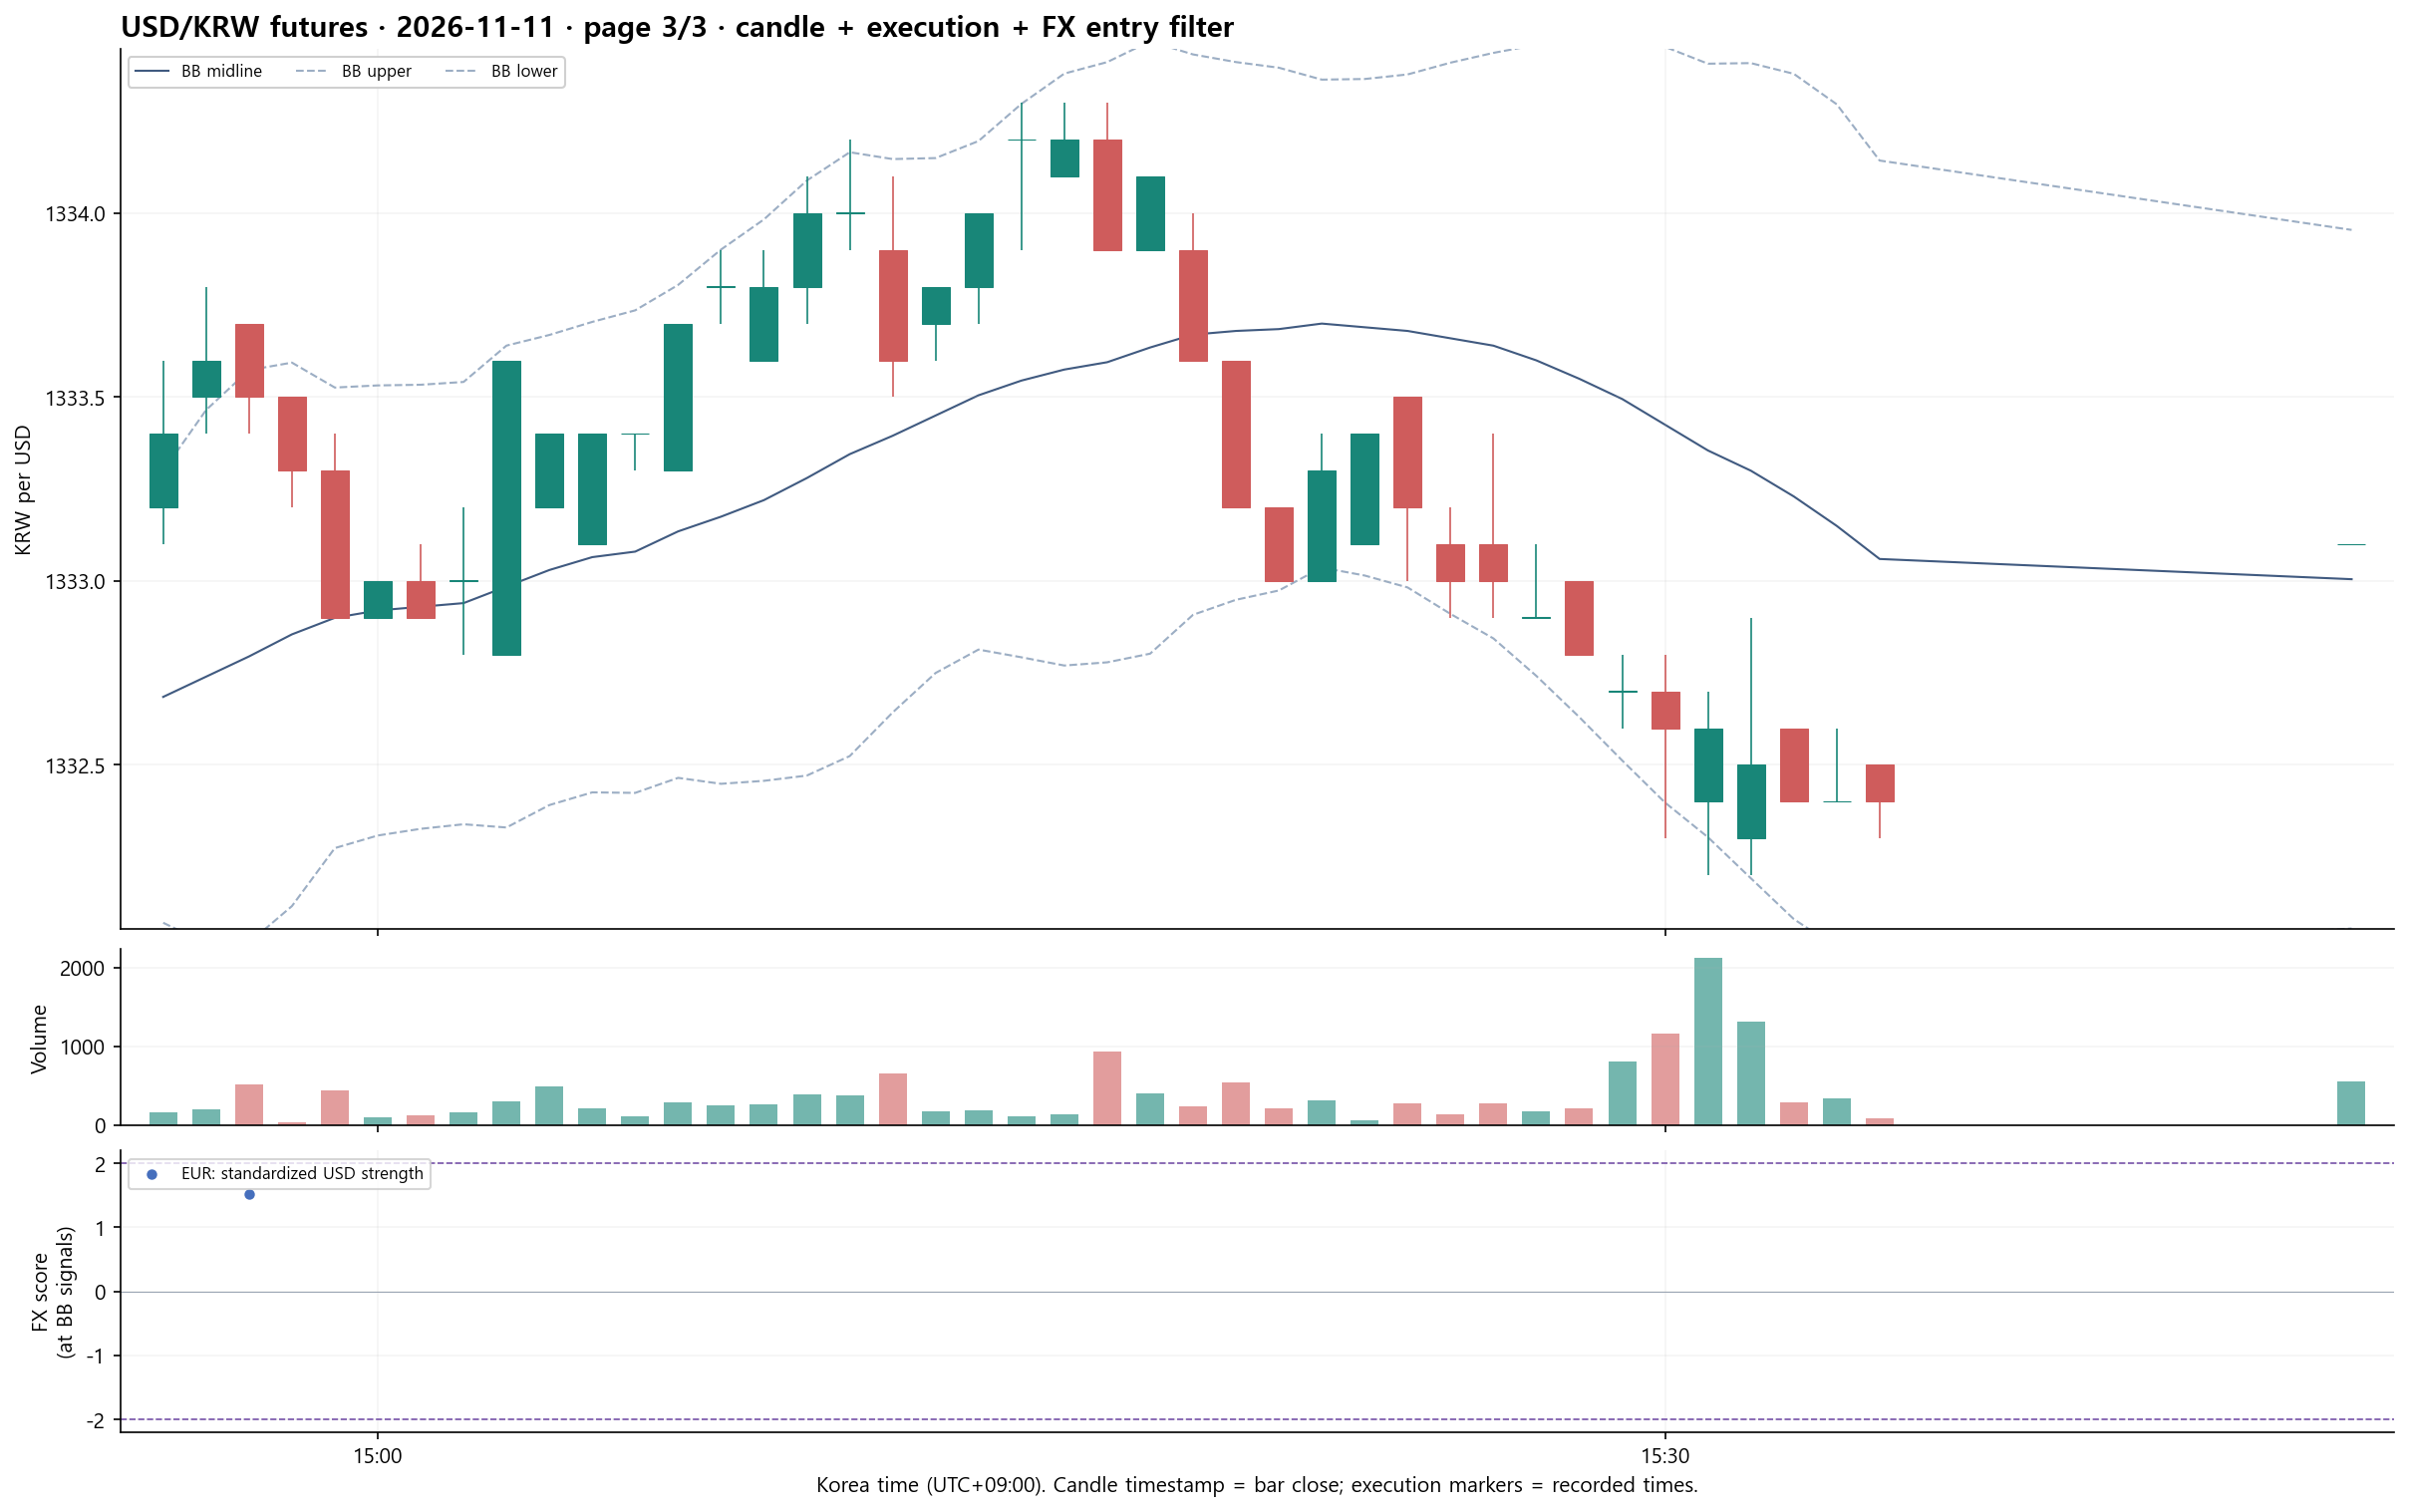 USD/KRW futures · 2026-11-11 · page 3/3 · candle + execution + FX entry filter
BB midline BB upper BB lower
KRW per USD
1334.0
1333.5
1333.0
1332.5
Volume
2000
1000
0
EUR: standardized USD strength
FX score
(at BB signals)
2
1
0
-1
-2
15:00 15:30
Korea time (UTC+09:00). Candle timestamp = bar close; execution markers = recorded times.